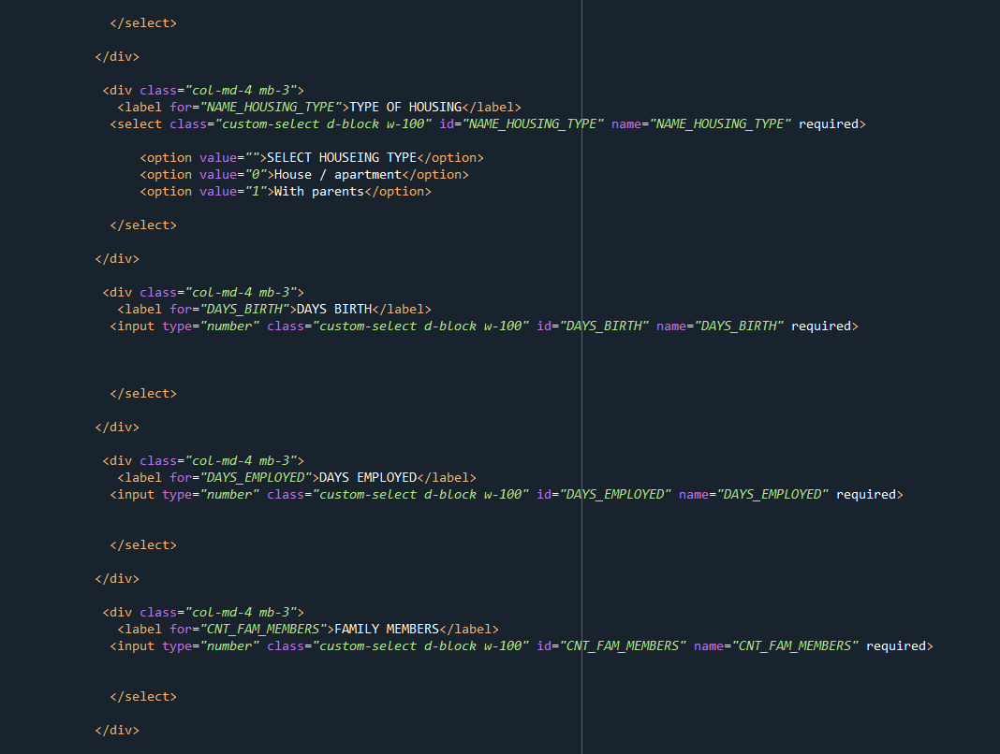 </select>
</div>
<div class="col-md-4 mb-3">
<label for="NAME_HOUSING_TYPE">TYPE OF HOUSING</label>
<select class="custom-select d-block w-100" id="NAME_HOUSING_TYPE" name="NAME_HOUSING_TYPE" required>
<option value="">SELECT HOUSEING TYPE</option>
<option value="0">House / apartment</option>
<option value="1">With parents</option>
</select>
</div>
<div class="col-md-4 mb-3">
<label for="DAYS_BIRTH">DAYS BIRTH</label>
<input type="number" class="custom-select d-block w-100" id="DAYS_BIRTH" name="DAYS_BIRTH" required>
</select>
</div>
<div class="col-md-4 mb-3">
<label for="DAYS_EMPLOYED">DAYS EMPLOYED</label>
<input type="number" class="custom-select d-block w-100" id="DAYS_EMPLOYED" name="DAYS_EMPLOYED" required>
</select>
</div>
<div class="col-md-4 mb-3">
<label for="CNT_FAM_MEMBERS">FAMILY MEMBERS</label>
<input type="number" class="custom-select d-block w-100" id="CNT_FAM_MEMBERS" name="CNT_FAM_MEMBERS" required>
</select>
</div>